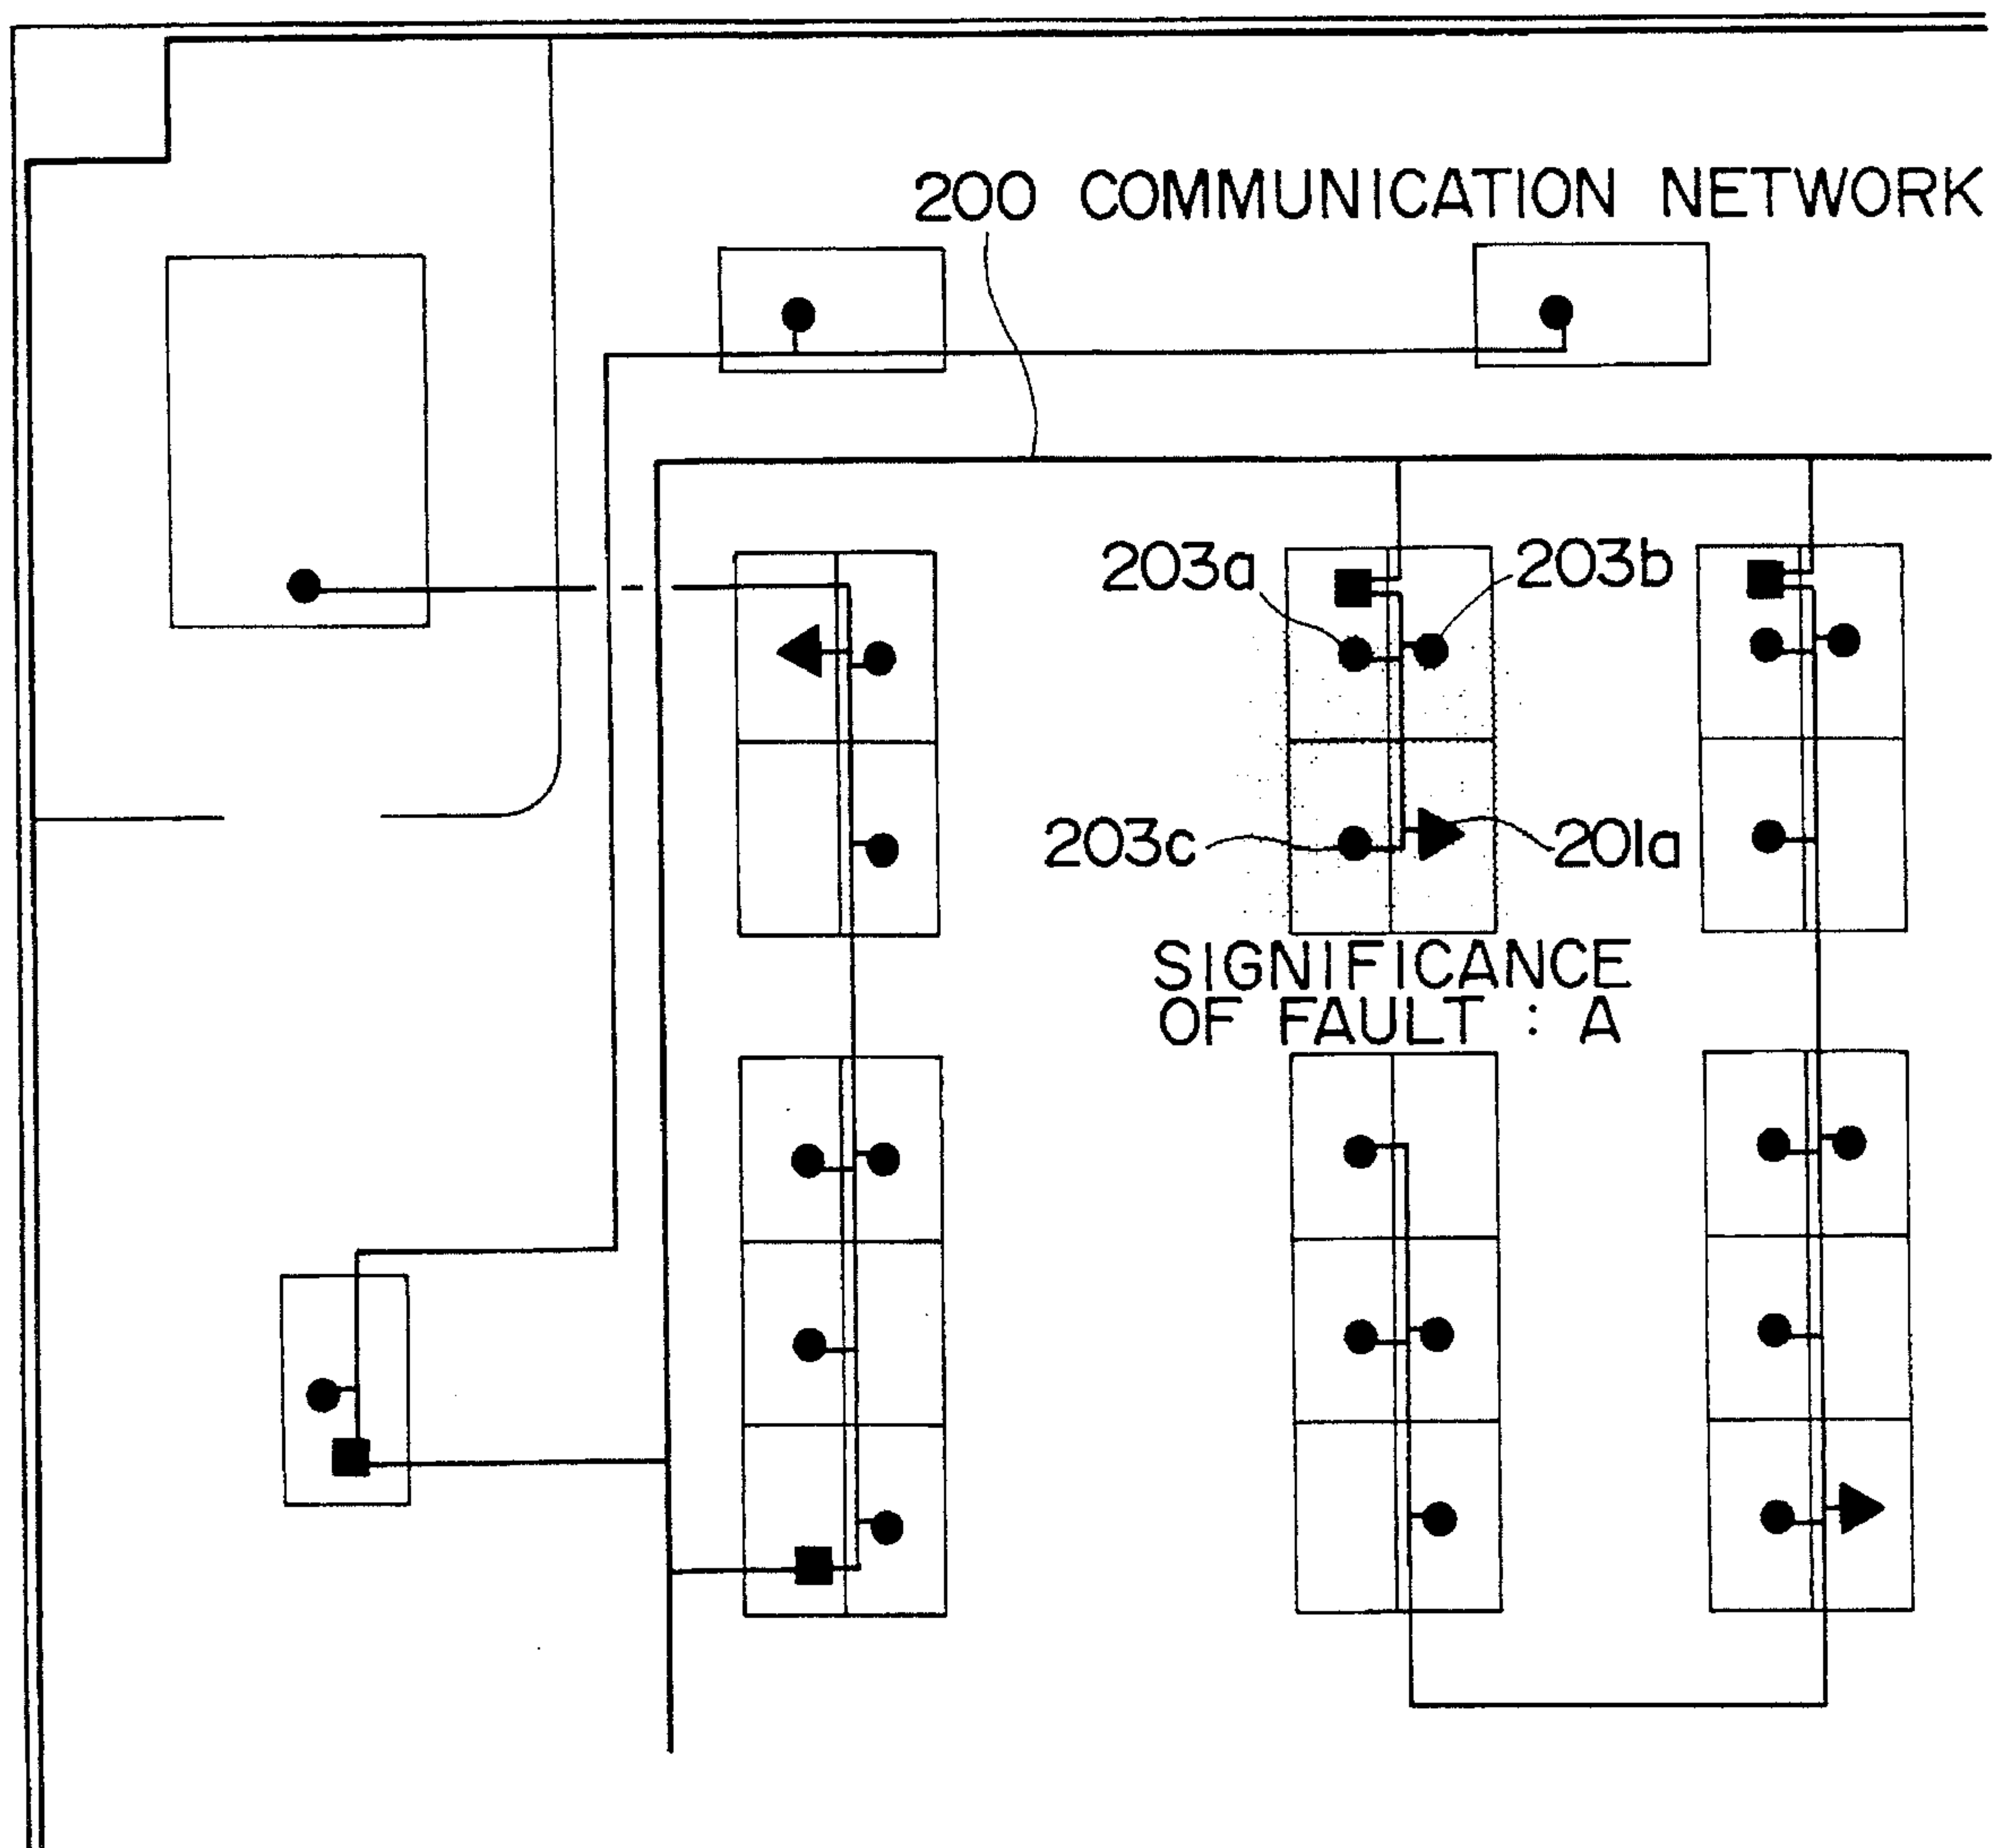 200 COMMUNICATION NETWORK
203a
203b
203c
201a
SIGNIFICANCE
OF FAULT : A